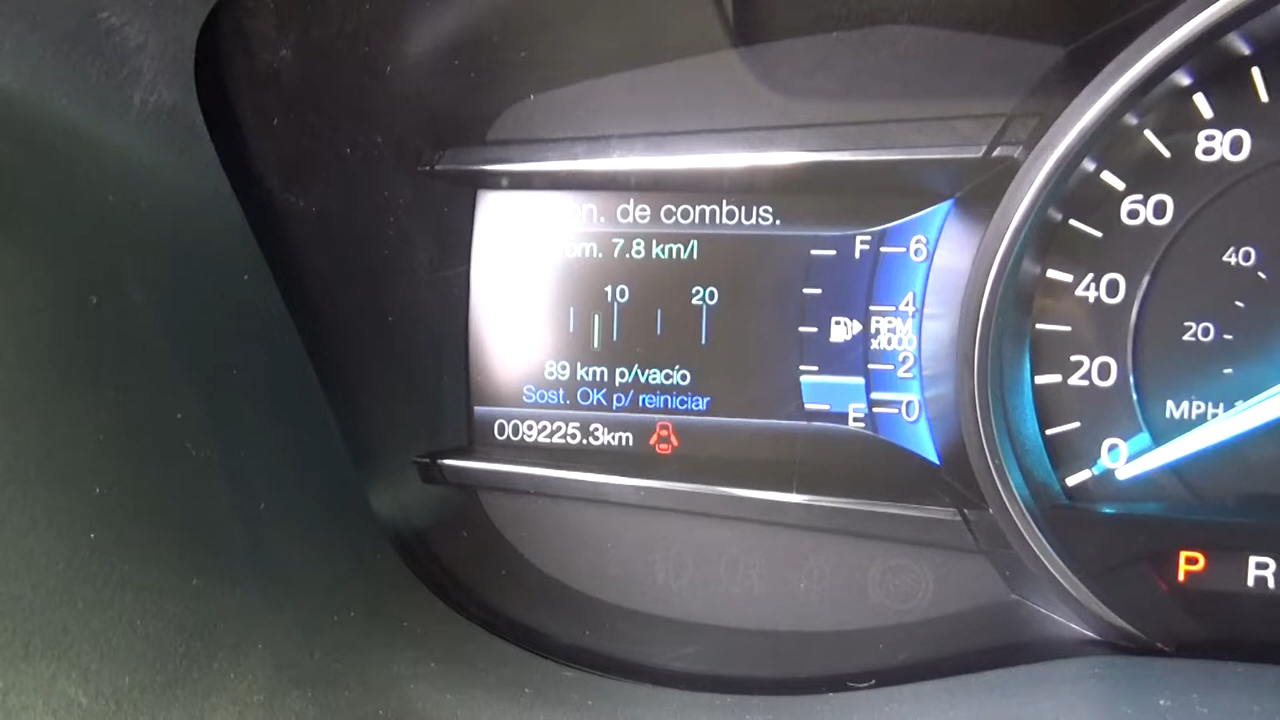 de combus.
7.8 km/l
10 20
89 km p/vacío
Sost. OK p/ reiniciar
009225.3km
F
E
6
4
RPM
x1000
2
0
80
60
40
20
0
40
20
MPH
P R